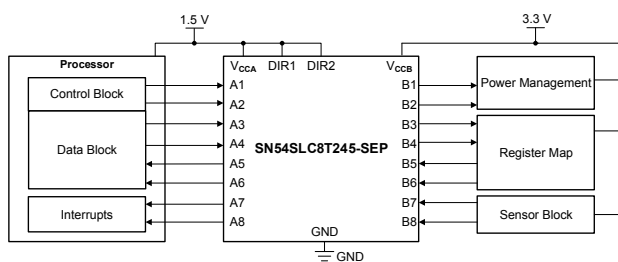 1.5 V
3.3 V
Processor
VCCA DIR1 DIR2 VCCB
Control Block
A1 B1
Power Management
A2 B2
A3 B3
Data Block
A4 SN54SLC8T245-SEP B4
Register Map
A5 B5
A6 B6
Interrupts
A7 B7
Sensor Block
A8 B8
GND
GND